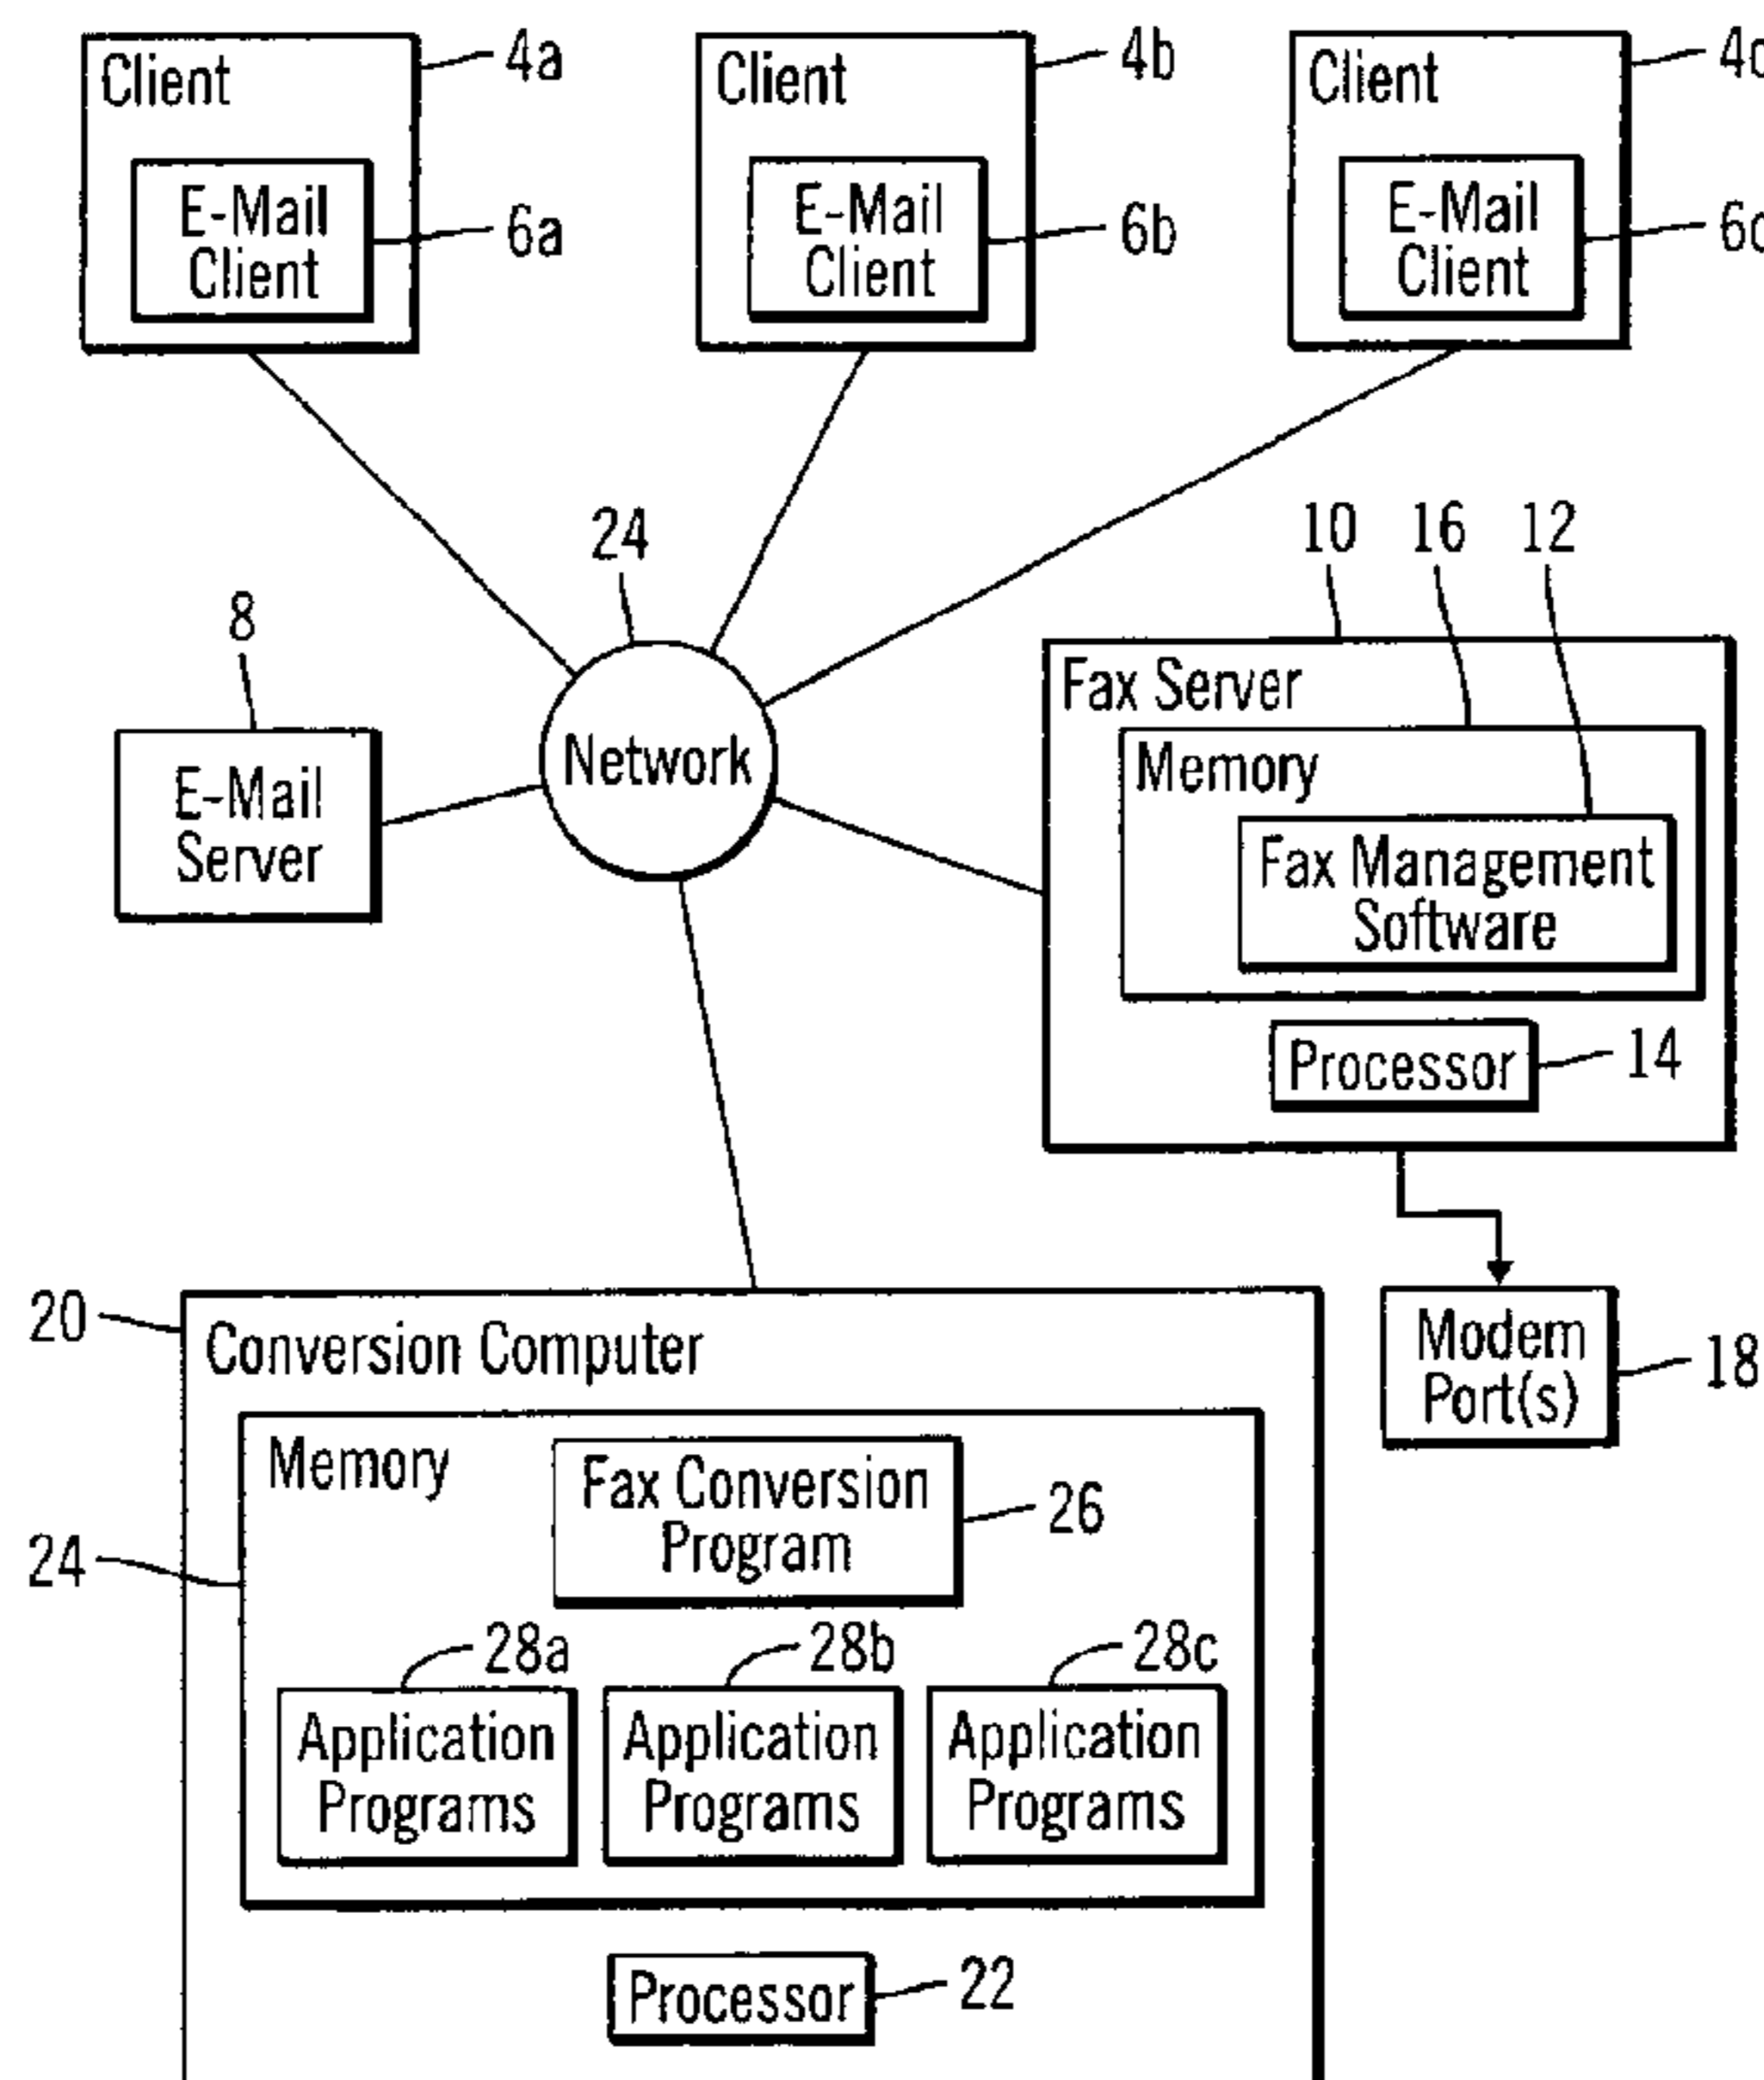 Client
4a
Client
4b
Client
E-Mail
Client
6a
E-Mail
Client
6b
E-Mail
Client
24
10
16
12
8
Fax Server
E-Mail
Server
Network
Memory
Fax Management
Software
Processor
14
20
Conversion Computer
Modem
Port(s)
18
Memory
Fax Conversion
Program
26
24
28a
28b
28c
Application
Programs
Application
Programs
Application
Programs
Processor
22